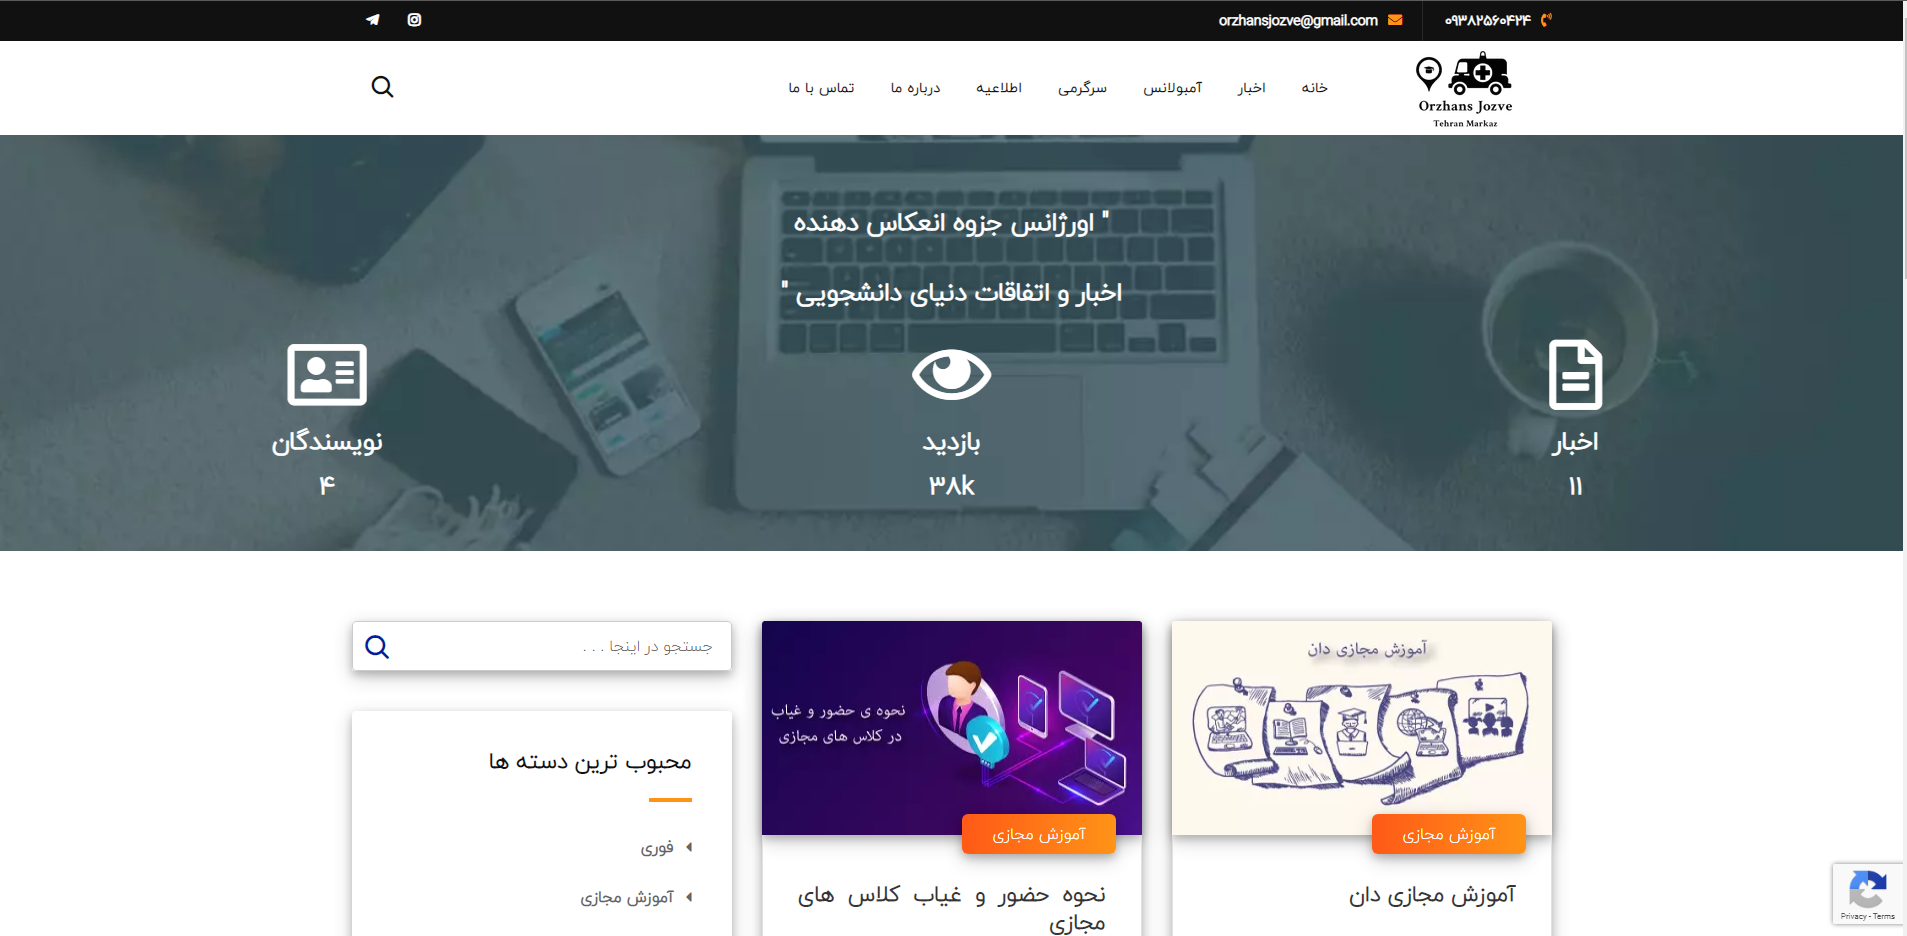 ۰۹۳۸۲۵۶۰۴۲۴
orzhansjozve@gmail.com
Orzhans Jozve
Tehran Markaz
خانه
اخبار
آمبولانس
سرگرمی
اطلاعیه
درباره ما
تماس با ما
" اورژانس جزوه انعکاس دهنده
اخبار و اتفاقات دنیای دانشجویی "
اخبار
۱۱
بازدید
۳۸k
نویسندگان
۴
آموزش مجازی دان
آموزش مجازی
آموزش مجازی دان
نحوه ی حضور و غیاب
در کلاس های مجازی
آموزش مجازی
نحوه حضور و غیاب کلاس های
مجازی
جستجو در اینجا . . .
محبوب ترین دسته ها
فوری
آموزش مجازی
Privacy - Terms